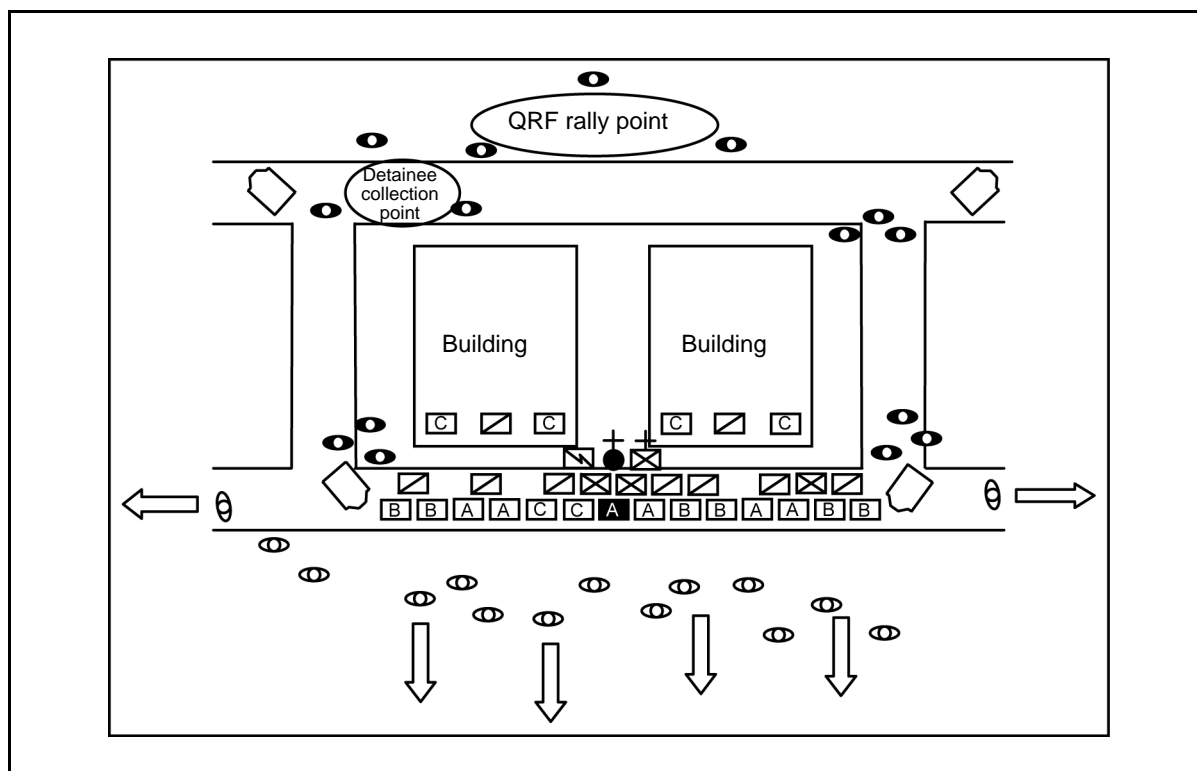 QRF rally point
Detainee
collection
point
Building Building
C C C C
B B A A C C A A B B A A B B